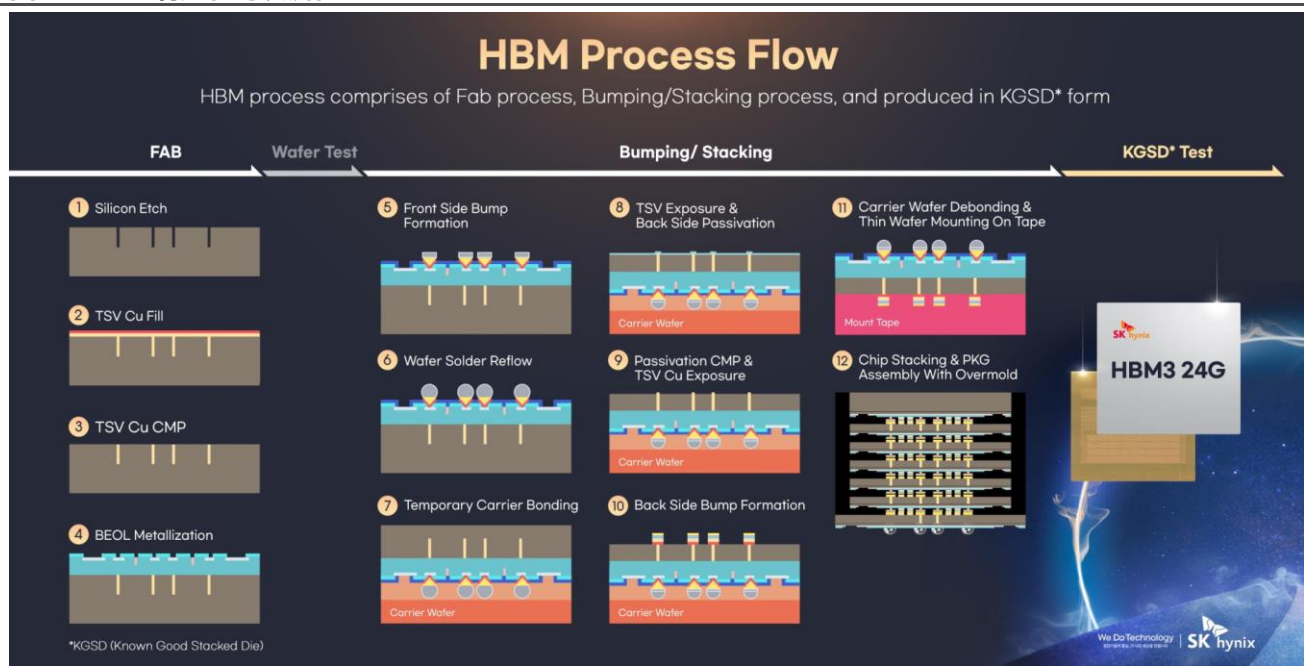 HBM Process Flow
HBM process comprises of Fab process, Bumping/Stacking process, and produced in KGSD* form
FAB
Wafer Test
Bumping/ Stacking
KGSD* Test
1 Silicon Etch
2 TSV Cu Fill
3 TSV Cu CMP
4 BEOL Metallization
5 Front Side Bump
Formation
6 Wafer Solder Reflow
7 Temporary Carrier Bonding
Carrier Wafer
8 TSV Exposure &
Back Side Passivation
Carrier Wafer
9 Passivation CMP &
TSV Cu Exposure
Carrier Wafer
10 Back Side Bump Formation
Carrier Wafer
11 Carrier Wafer Debonding &
Thin Wafer Mounting On Tape
Mount Tape
12 Chip Stacking & PKG
Assembly With Overmold
SK hynix
HBM3 24G
*KGSD (Known Good Stacked Die)
We Do Technology
SK hynix